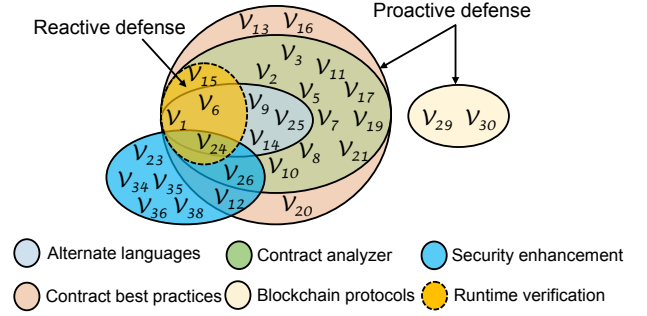 Proactive defense
Reactive defense
𝒱13 𝒱16
𝒱3
𝒱15 𝒱2 𝒱11
𝒱5 𝒱17
𝒱6 𝒱9
𝒱1 𝒱25 𝒱7 𝒱19 𝒱29 𝒱30
𝒱24 𝒱14
𝒱23 𝒱8 𝒱21
𝒱10
𝒱34 𝒱35 𝒱26
𝒱36 𝒱38 𝒱12 𝒱20
Alternate languages Contract analyzer Security enhancement
Contract best practices Blockchain protocols Runtime verification